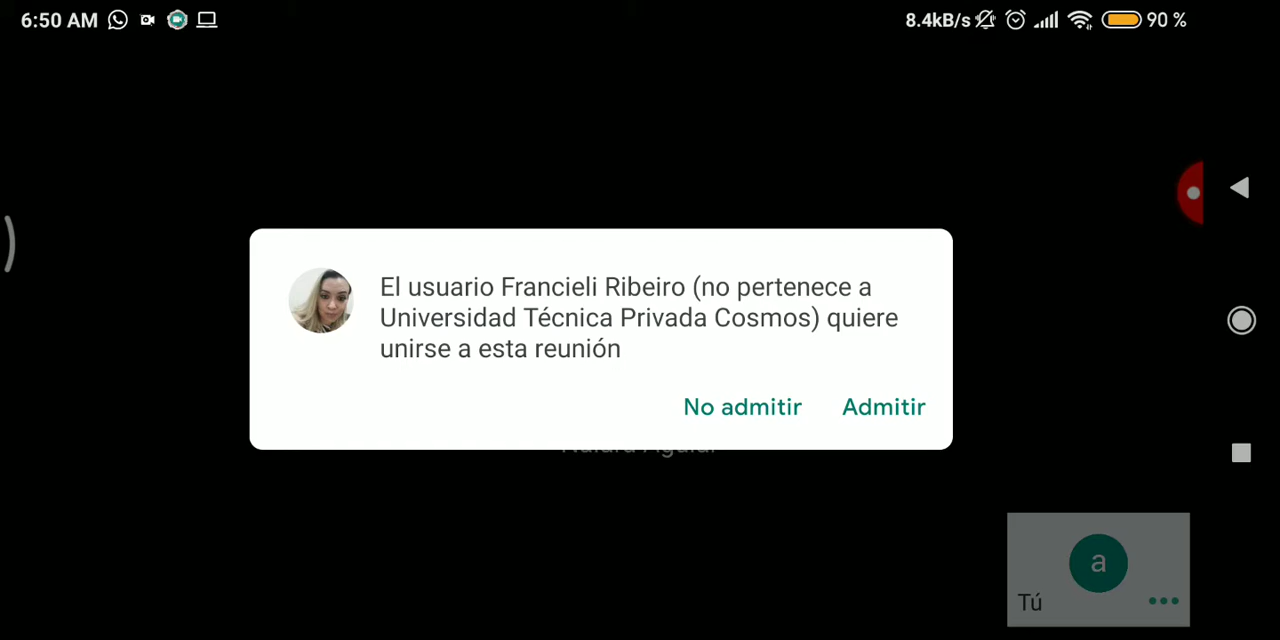 6:50 AM 8.4kB/s 90 %
El usuario Francieli Ribeiro (no pertenece a
Universidad Técnica Privada Cosmos) quiere
unirse a esta reunión
No admitir Admitir
a
Tú